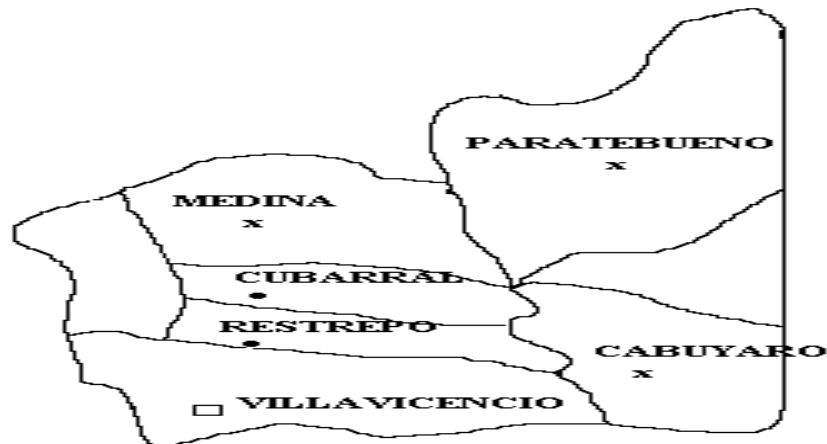 PARATEBUENO
x
MEDINA
x
CUBARRAL
RESTREPO
CABUYARO
x
VILLAVICENCIO